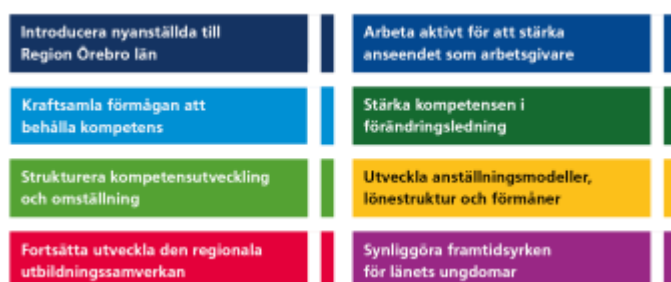 Introducera nyanställda till
Region Örebro län
Arbeta aktivt för att stärka
anseendet som arbetsgivare
Kraftsamla förmågan att
behålla kompetens
Stärka kompetensen i
förändringsledning
Strukturera kompetensutveckling
och omställning
Utveckla anställningsmodeller,
lönestruktur och förmåner
Fortsätta utveckla den regionala
utbildningssamverkan
Synliggöra framtidsyrken
för länets ungdomar